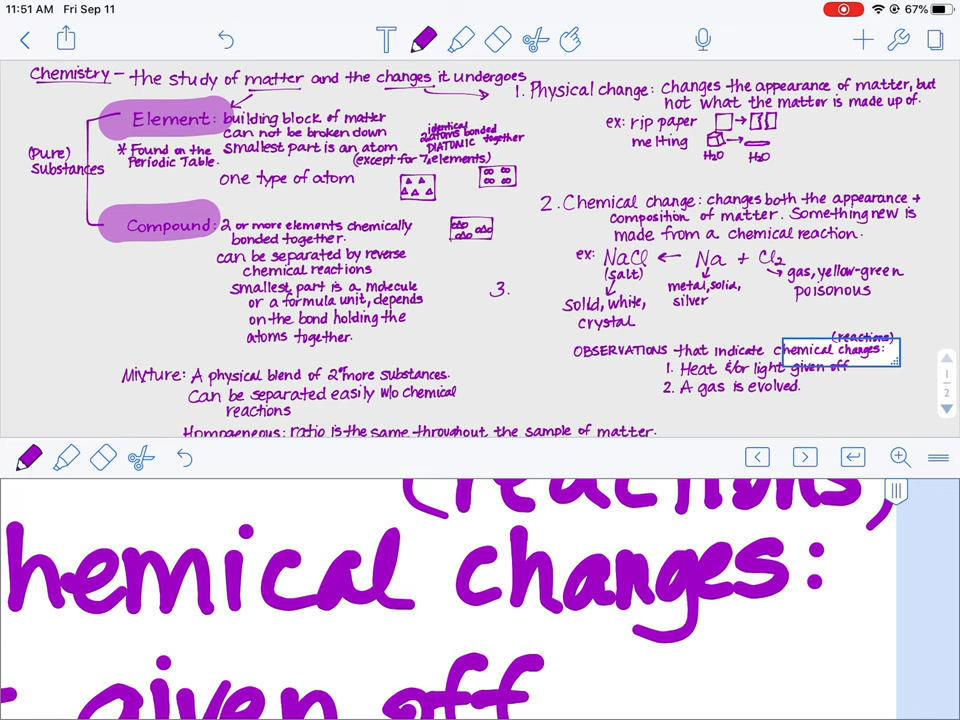 11:51 AM Fri Sep 11
67%
Chemistry – the study of matter and the changes it undergoes
Element: building block of matter
can not be broken down
smallest part is an atom
(except for 7 elements)
* Found on the
Periodic Table.
identical
2 atoms bonded
DIATOMIC together
one type of atom
(Pure)
Substances
Compound: 2 or more elements chemically
bonded together.
can be separated by reverse
chemical reactions
smallest part is a molecule
or a formula unit, depends
on the bond holding the
atoms together.
Mixture: A physical blend of 2 or more substances.
Can be separated easily w/o chemical
reactions
Homogeneous: ratio is the same throughout the sample of matter.
1. Physical change: changes the appearance of matter, but
not what the matter is made up of.
ex: rip paper
melting
H2O H2O
2. Chemical change: changes both the appearance +
composition of matter. Something new is
made from a chemical reaction.
ex: NaCl ← Na + Cl2
(salt)
solid, white,
crystal
metal, solid,
silver
gas, yellow-green
poisonous
3.
(reactions)
OBSERVATIONS that indicate chemical changes:
1. Heat &/or light given off
2. A gas is evolved.
1
2
(reactions)
hemical changes:
given off